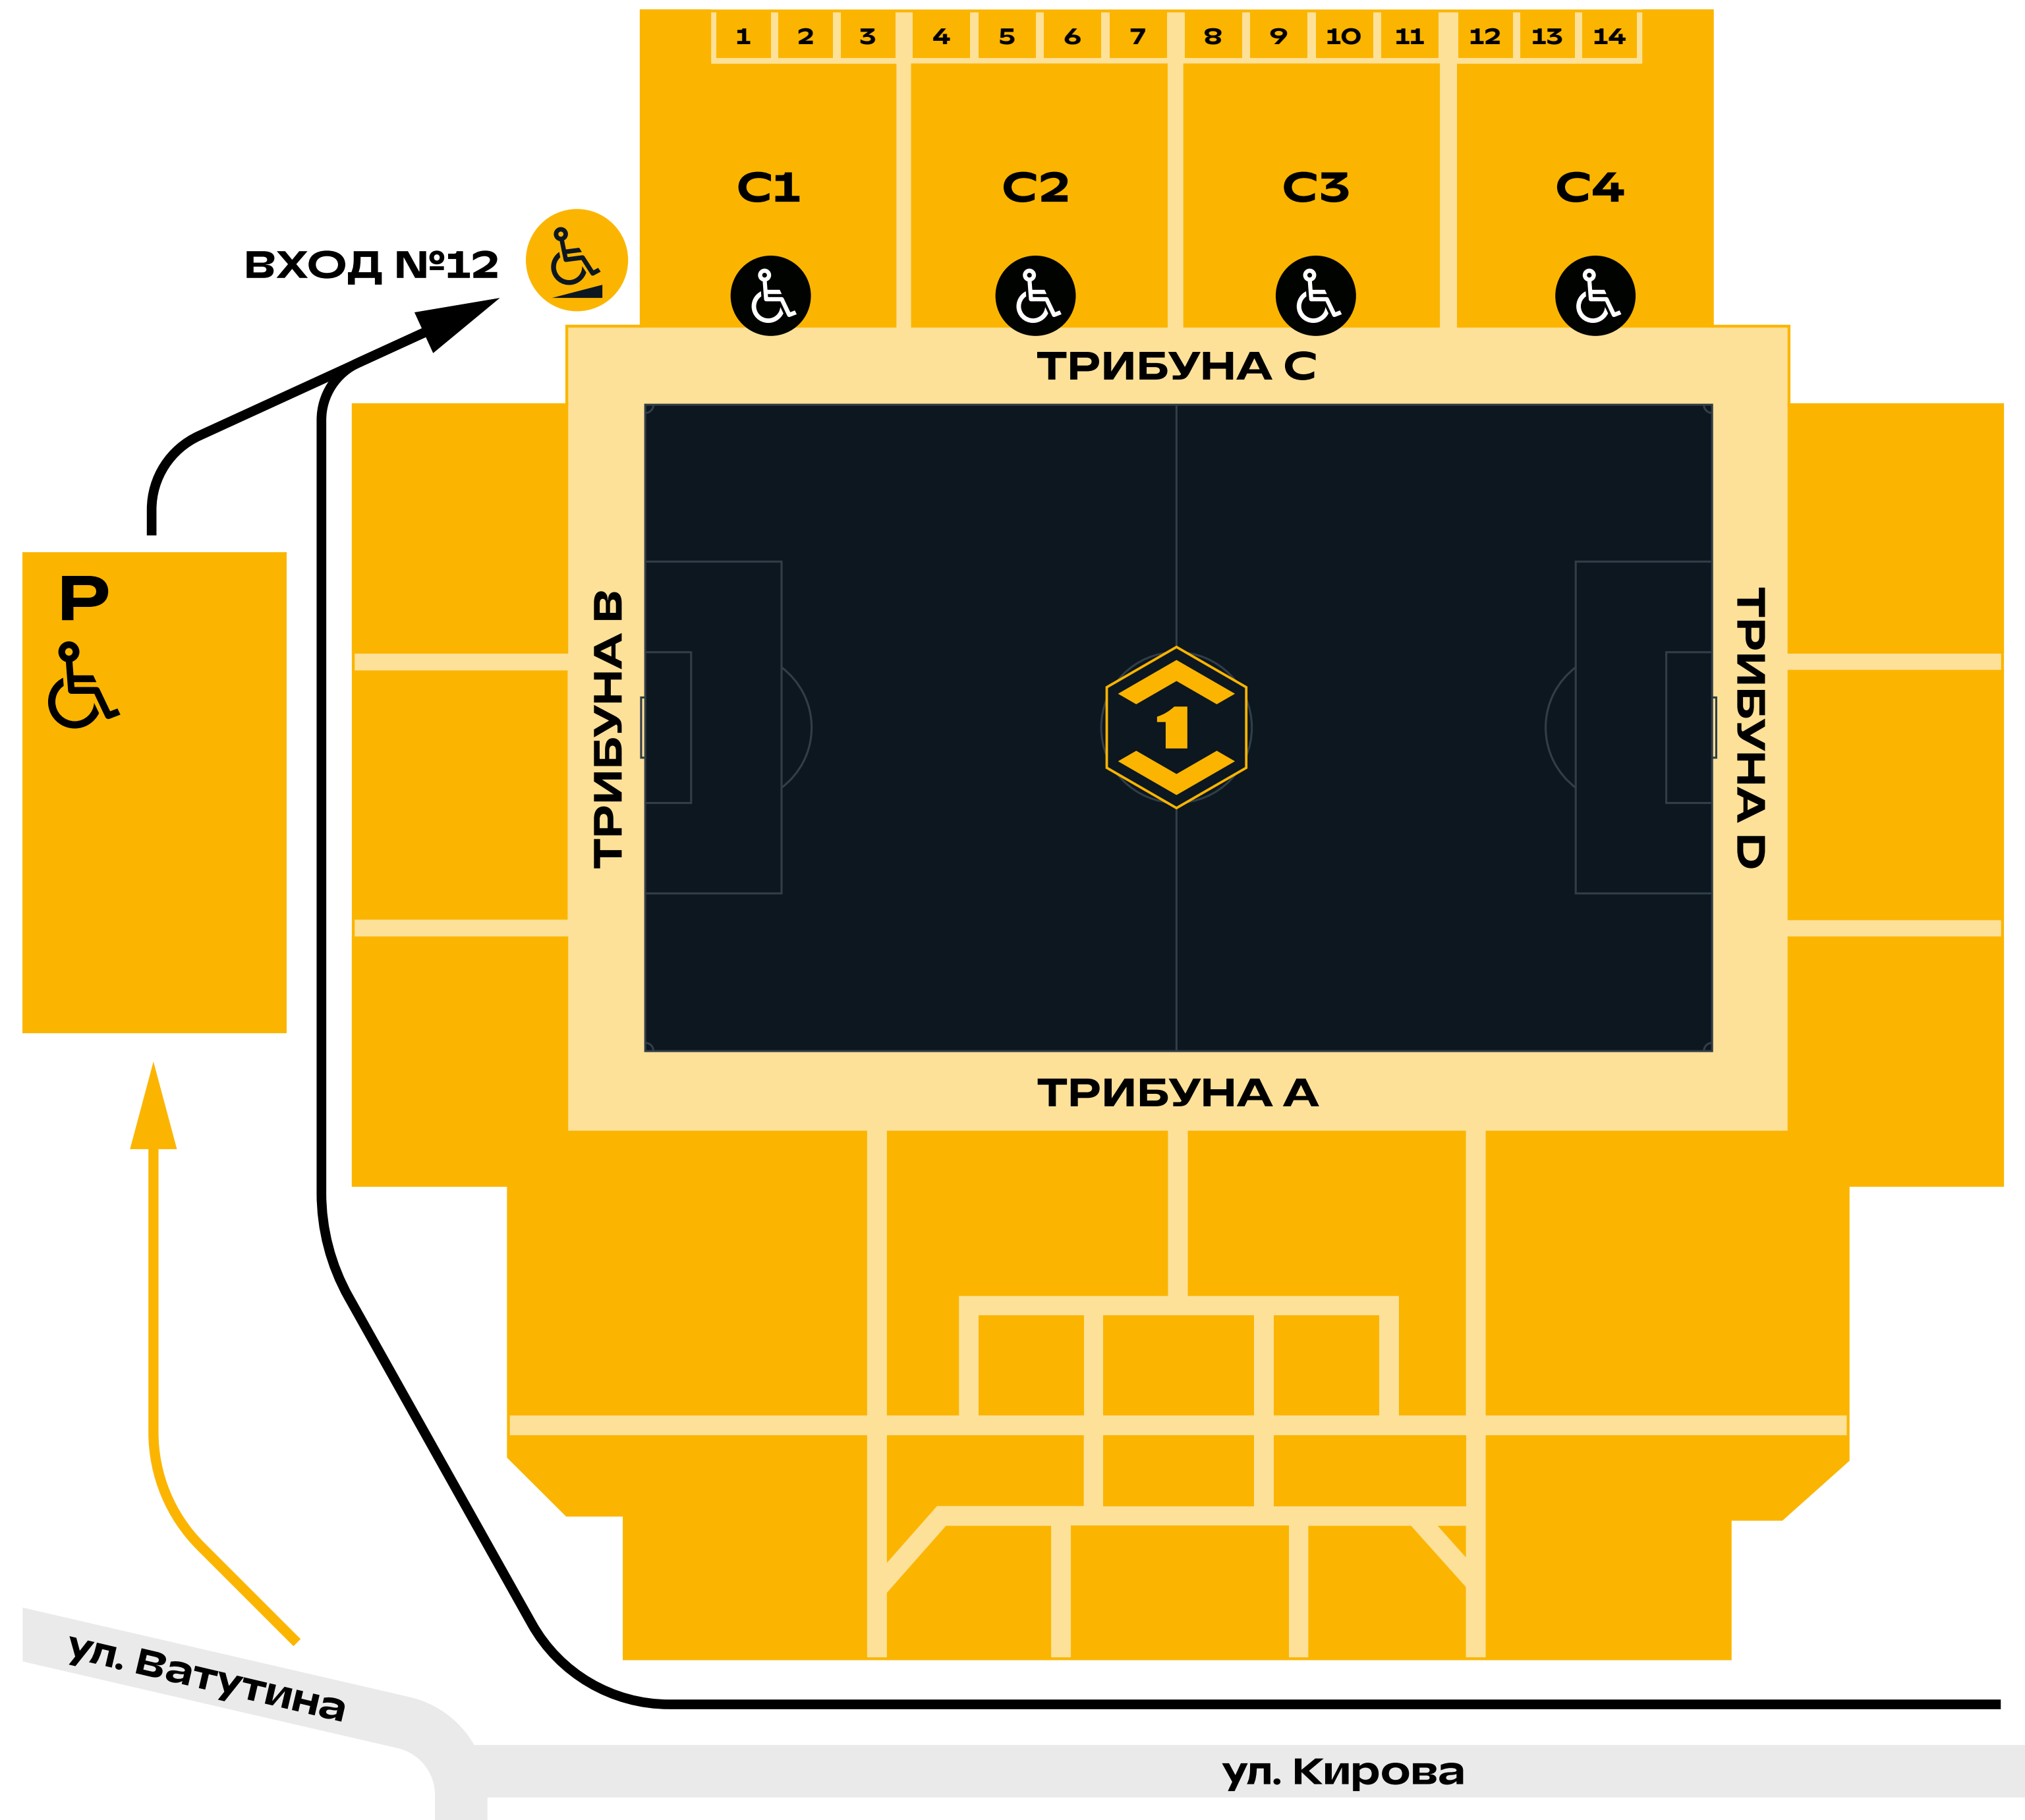 1 2 3 4 5 6 7 8 9 10 11 12 13 14
C1 C2 C3 C4
ВХОД №12
ТРИБУНА C
P
ТРИБУНА B
1
ТРИБУНА D
ТРИБУНА A
ул. Ватутина
ул. Кирова